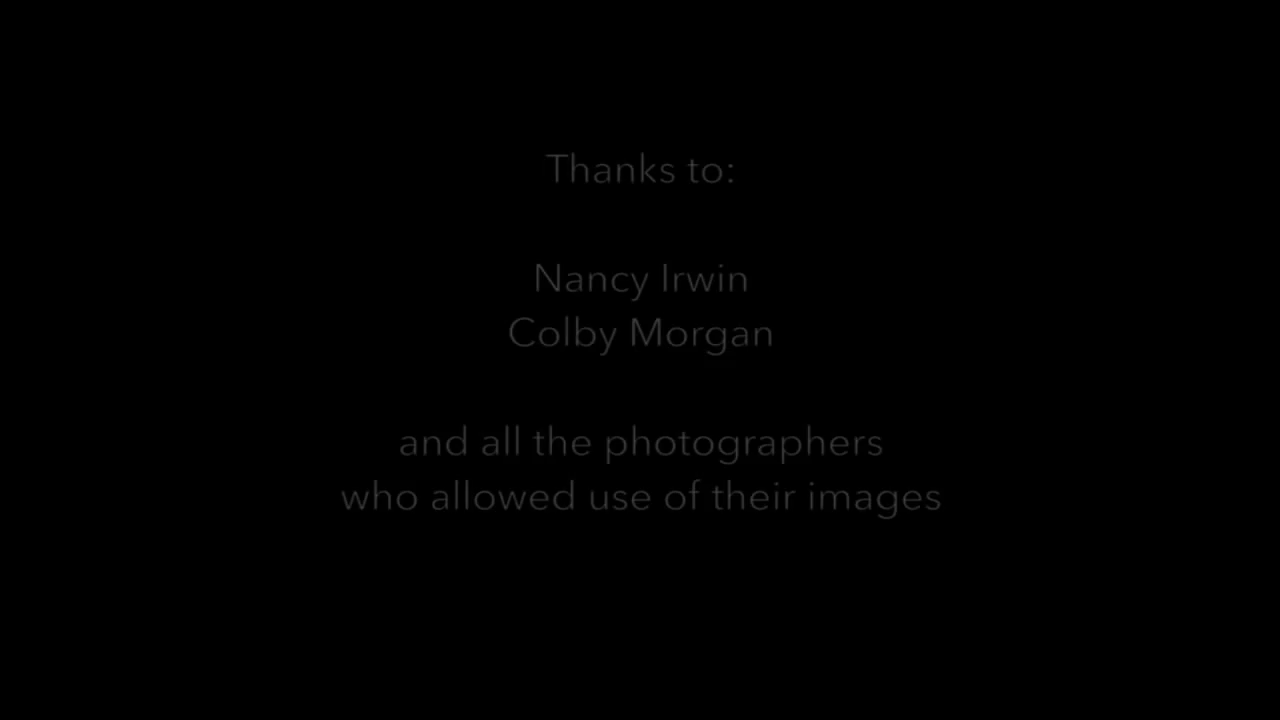 Thanks to:
Nancy Irwin
Colby Morgan
and all the photographers
who allowed use of their images